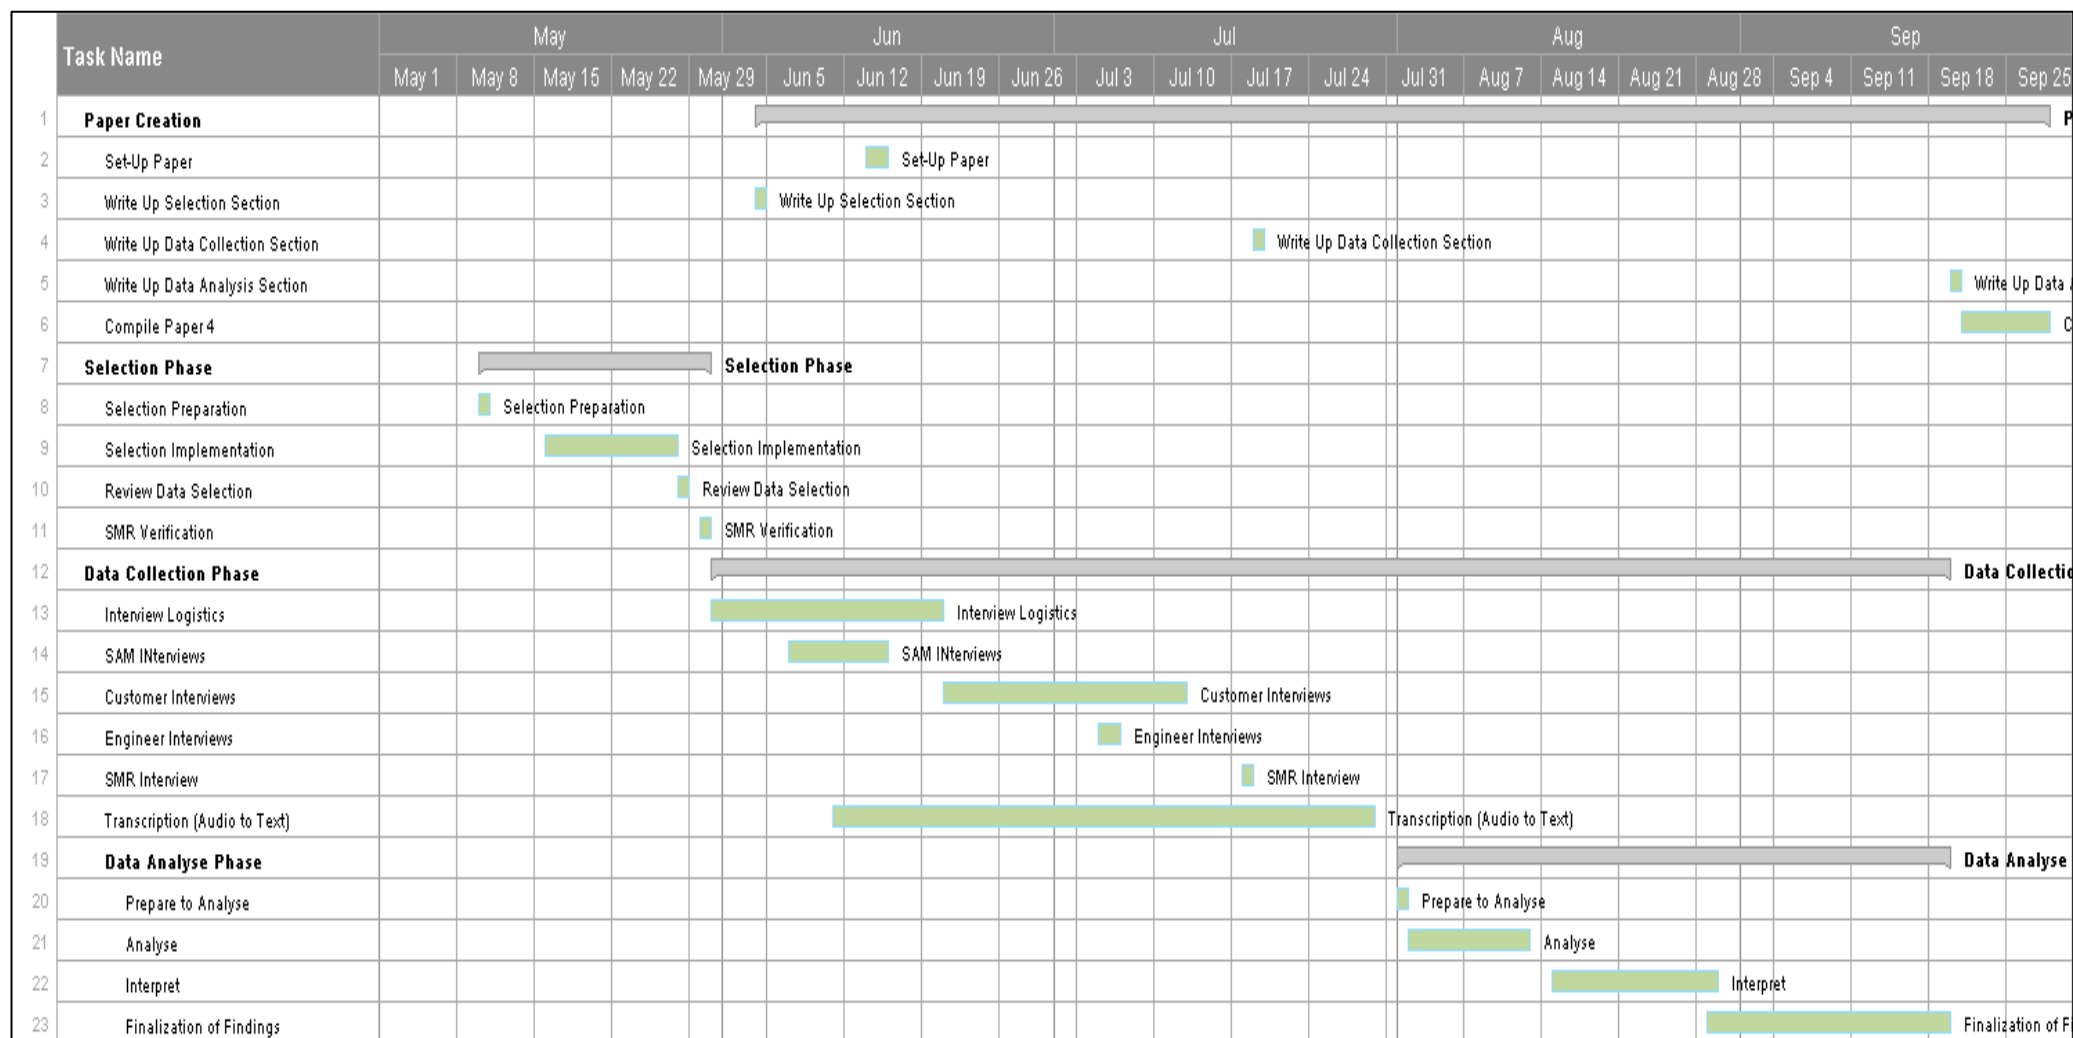 Task Name
May Jun Jul Aug Sep
May 1 May 8 May 15 May 22 May 29 Jun 5 Jun 12 Jun 19 Jun 26 Jul 3 Jul 10 Jul 17 Jul 24 Jul 31 Aug 7 Aug 14 Aug 21 Aug 28 Sep 4 Sep 11 Sep 18 Sep 25
1 Paper Creation P
2 Set-Up Paper Set-Up Paper
3 Write Up Selection Section Write Up Selection Section
4 Write Up Data Collection Section Write Up Data Collection Section
5 Write Up Data Analysis Section Write Up Data
6 Compile Paper 4 C
7 Selection Phase Selection Phase
8 Selection Preparation Selection Preparation
9 Selection Implementation Selection Implementation
10 Review Data Selection Review Data Selection
11 SMR Verification SMR Verification
12 Data Collection Phase Data Collectio
13 Interview Logistics Interview Logistics
14 SAM INterviews SAM INterviews
15 Customer Interviews Customer Interviews
16 Engineer Interviews Engineer Interviews
17 SMR Interview SMR Interview
18 Transcription (Audio to Text) Transcription (Audio to Text)
19 Data Analyse Phase Data Analyse
20 Prepare to Analyse Prepare to Analyse
21 Analyse Analyse
22 Interpret Interpret
23 Finalization of Findings Finalization of Fi